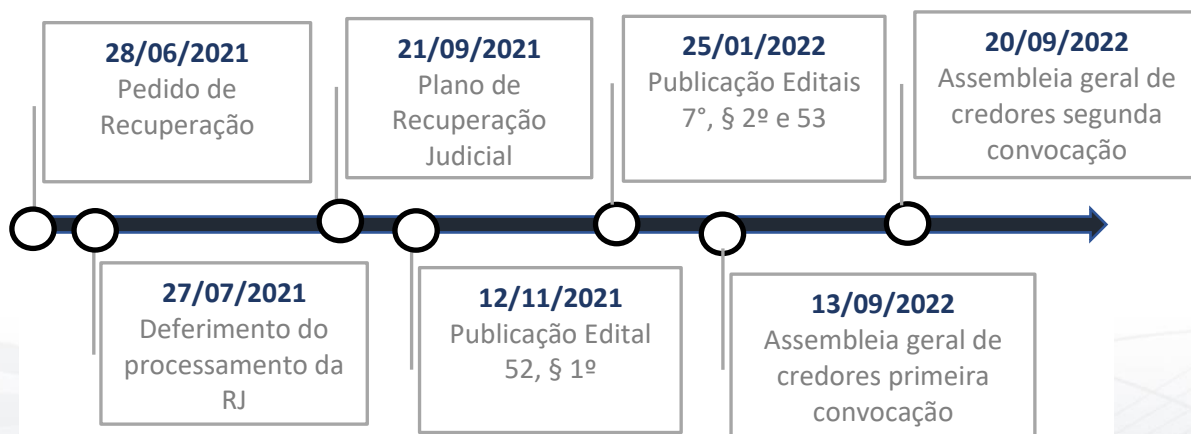 28/06/2021
Pedido de
Recuperação
21/09/2021
Plano de
Recuperação
Judicial
25/01/2022
Publicação Editais
7°, § 2º e 53
20/09/2022
Assembleia geral de
credores segunda
convocação
27/07/2021
Deferimento do
processamento da
RJ
12/11/2021
Publicação Edital
52, § 1º
13/09/2022
Assembleia geral de
credores primeira
convocação